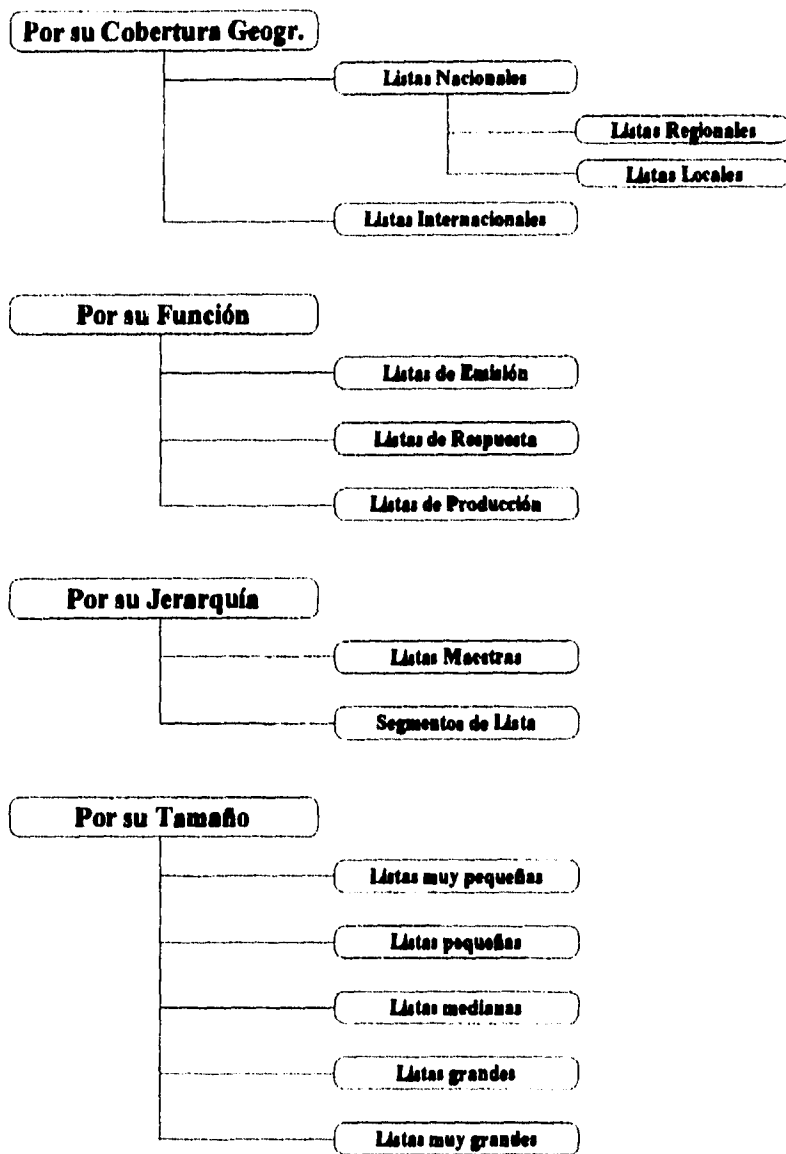 Por su Cobertura Geogr.
Listas Nacionales
Listas Regionales
Listas Locales
Listas Internacionales
Por su Función
Listas de Emisión
Listas de Respuesta
Listas de Producción
Por su Jerarquía
Listas Maestras
Segmentos de Lista
Por su Tamaño
Listas muy pequeñas
Listas pequeñas
Listas medianas
Listas grandes
Listas muy grandes